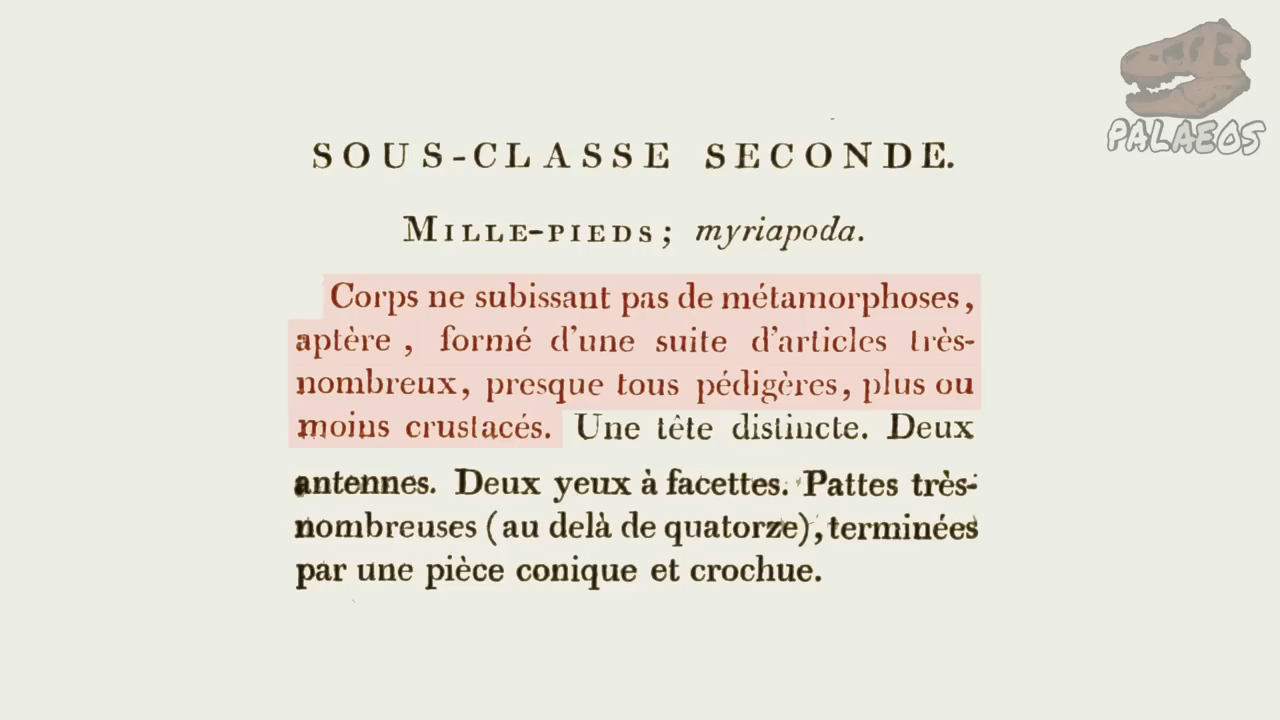 PALAEOS
SOUS-CLASSE SECONDE.
MILLE-PIEDS; myriapoda.
Corps ne subissant pas de métamorphoses,
aptère, formé d'une suite d'articles très-
nombreux, presque tous pédigères, plus ou
moins crustacés. Une tête distincte. Deux
antennes. Deux yeux à facettes. Pattes très-
nombreuses (au delà de quatorze), terminées
par une pièce conique et crochue.